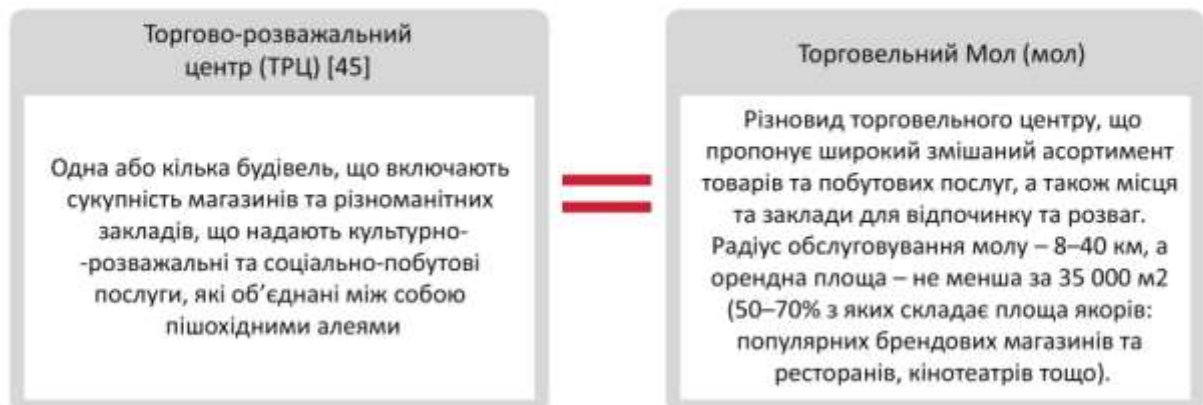 Торгово-розважальний
центр (ТРЦ) [45]
Одна або кілька будівель, що включають
сукупність магазинів та різноманітних
закладів, що надають культурно-
-розважальні та соціально-побутові
послуги, які об’єднані між собою
пішохідними алеями
Торговельний Мол (мол)
Різновид торговельного центру, що
пропонує широкий змішаний асортимент
товарів та побутових послуг, а також місця
та заклади для відпочинку та розваг.
Радіус обслуговування молу – 8–40 км, а
орендна площа – не менша за 35 000 м2
(50–70% з яких складає площа якорів:
популярних брендових магазинів та
ресторанів, кінотеатрів тощо).